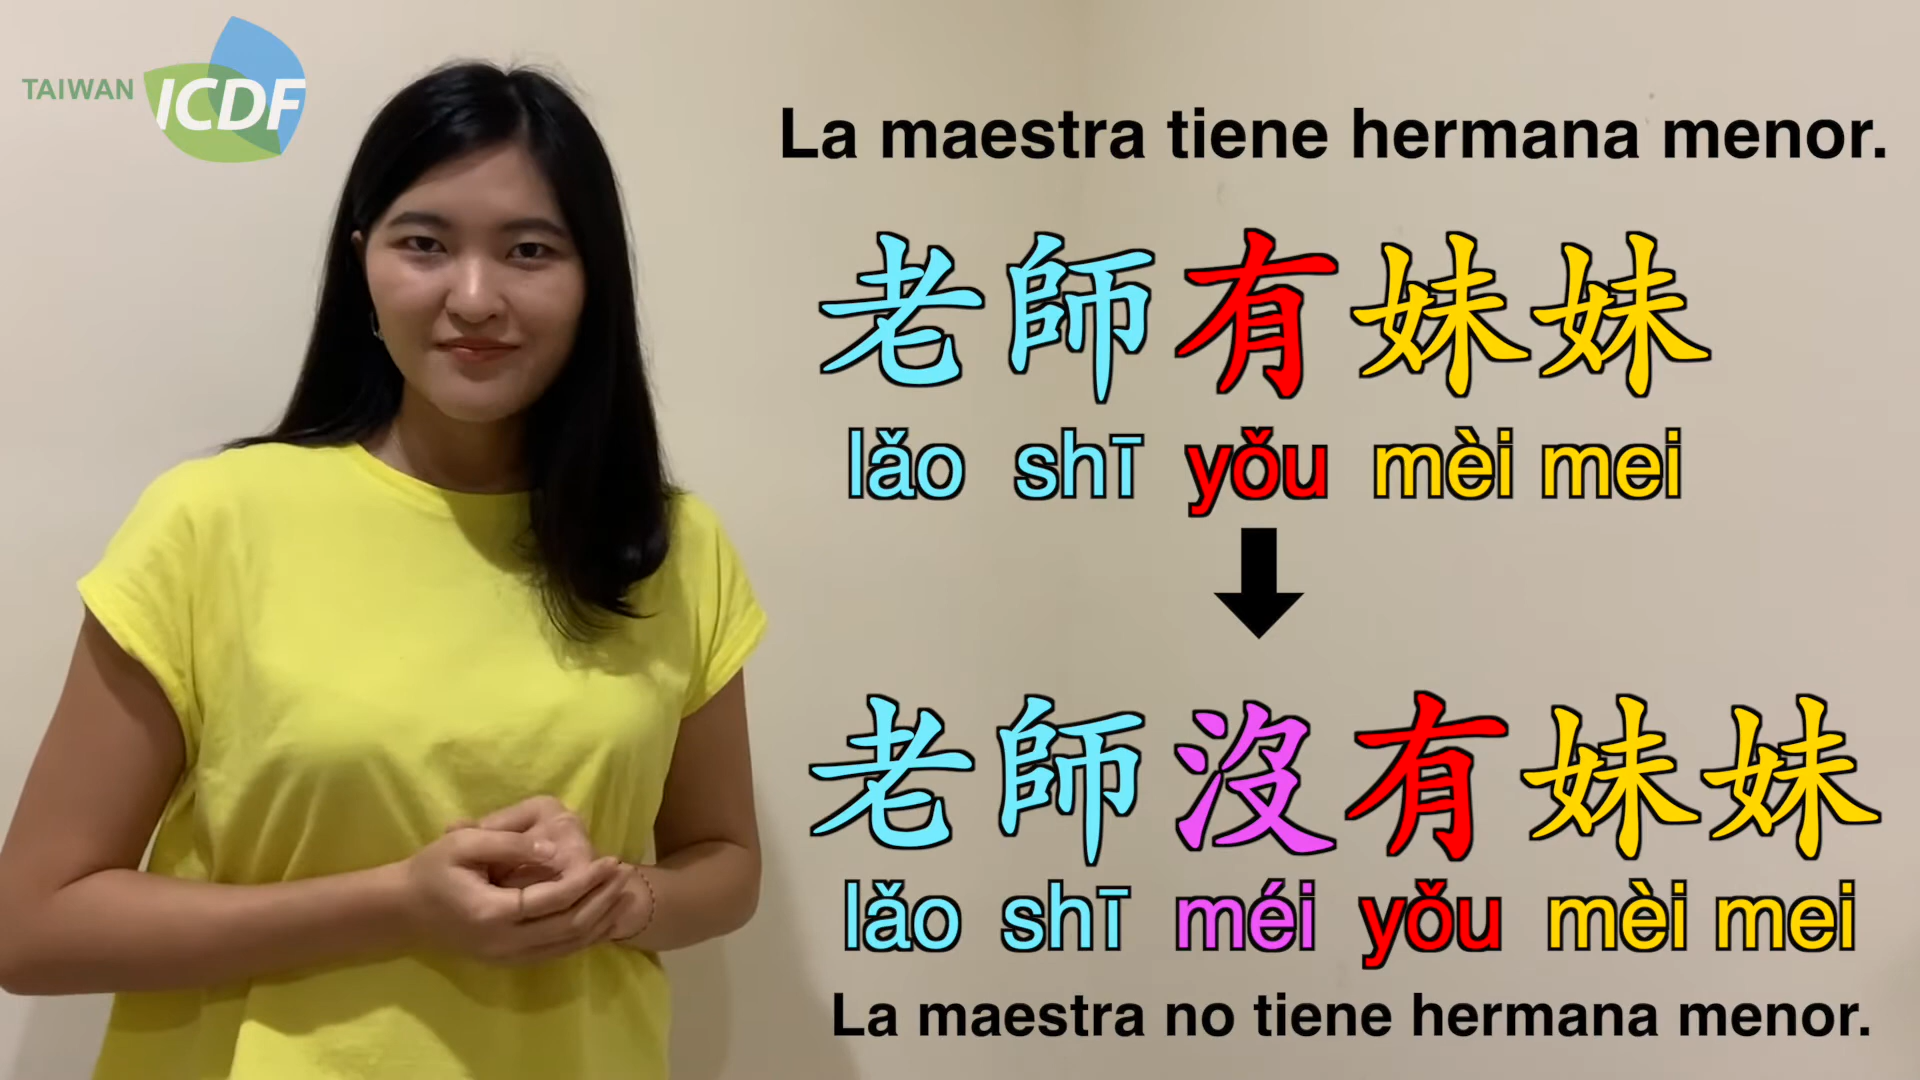 TAIWAN ICDF
La maestra tiene hermana menor.
老師有妹妹
lǎo shī yǒu mèi mei
老師沒有妹妹
lǎo shī méi yǒu mèi mei
La maestra no tiene hermana menor.